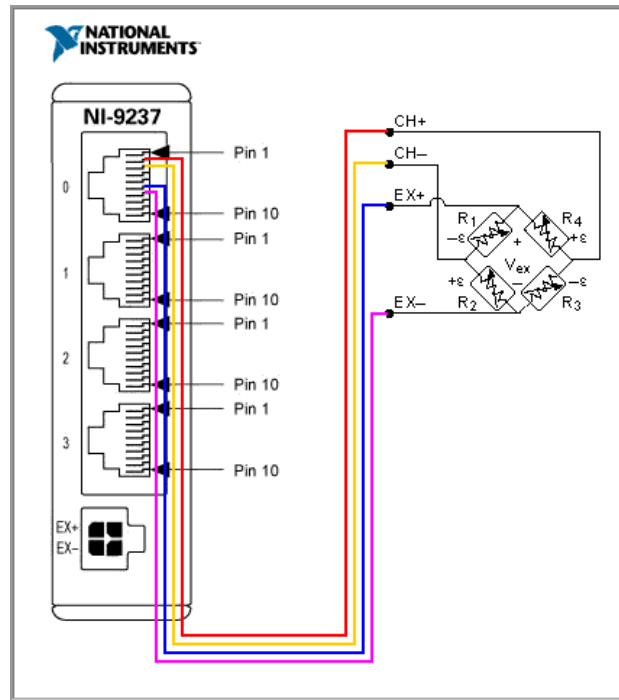 NATIONAL
INSTRUMENTS™
NI-9237
0
Pin 1
Pin 10
1
Pin 1
Pin 10
2
Pin 1
Pin 10
3
Pin 1
Pin 10
EX+
EX–
CH+
CH–
EX+
R1
R4
–ε
+
+ε
Vex
+ε
–
–ε
R2
R3
EX–